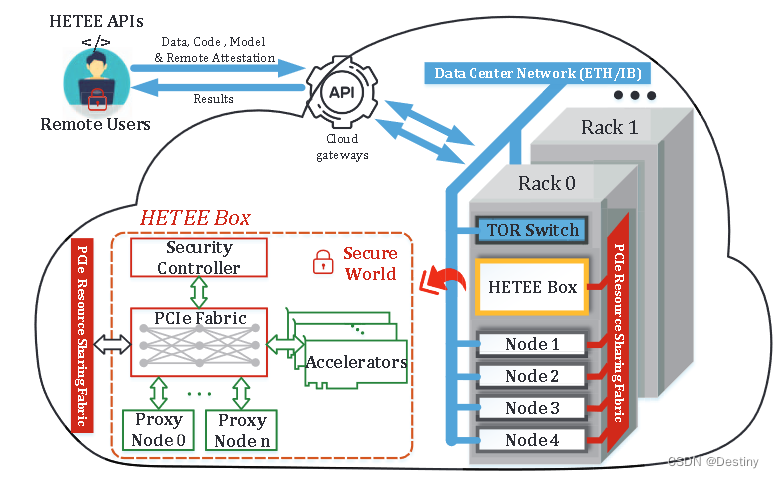 HETEE APIs
</>
Remote Users
Data, Code , Model
& Remote Attestation
Results
API
Cloud
gateways
Data Center Network (ETH/IB)
Rack 1
Rack 0
TOR Switch
HETEE Box
Node 1
Node 2
Node 3
Node 4
PCIe Resource Sharing Fabric
HETEE Box
Security
Controller
Secure
World
PCIe Resource Sharing Fabric
PCIe Fabric
Accelerators
Proxy
Node 0
Proxy
Node n
CSDN @Destiny